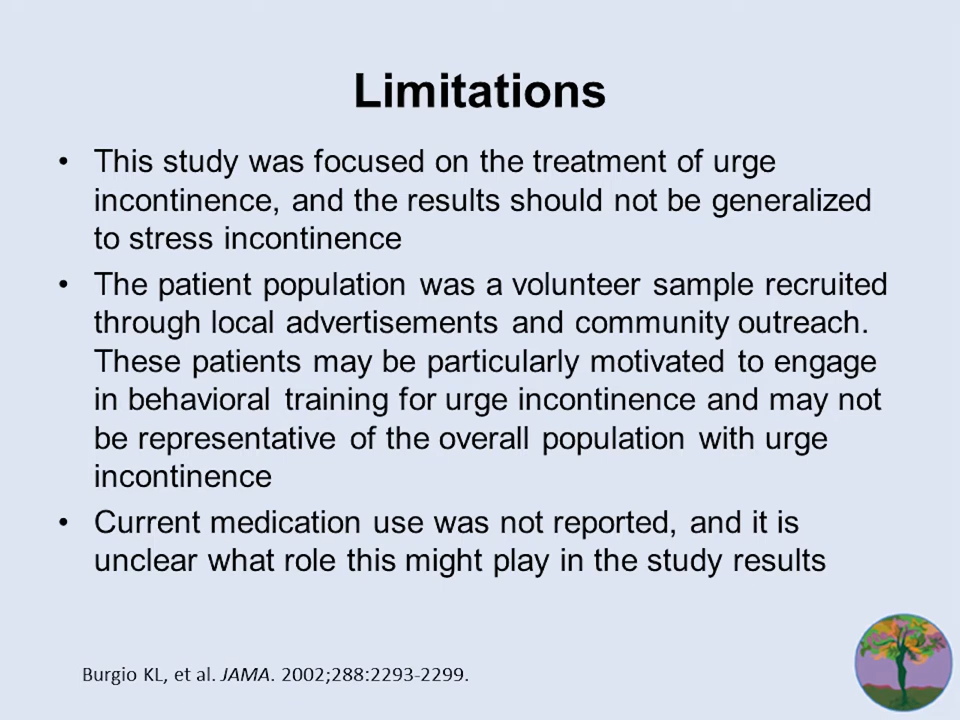 Limitations
• This study was focused on the treatment of urge
incontinence, and the results should not be generalized
to stress incontinence
• The patient population was a volunteer sample recruited
through local advertisements and community outreach.
These patients may be particularly motivated to engage
in behavioral training for urge incontinence and may not
be representative of the overall population with urge
incontinence
• Current medication use was not reported, and it is
unclear what role this might play in the study results
Burgio KL, et al. JAMA. 2002;288:2293-2299.